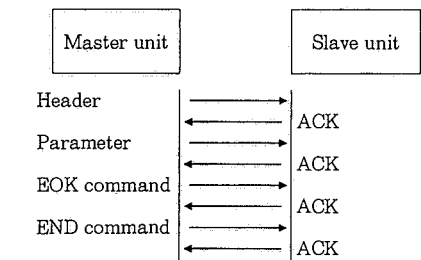 Master unit
Slave unit
Header
ACK
Parameter
ACK
EOK command
ACK
END command
ACK